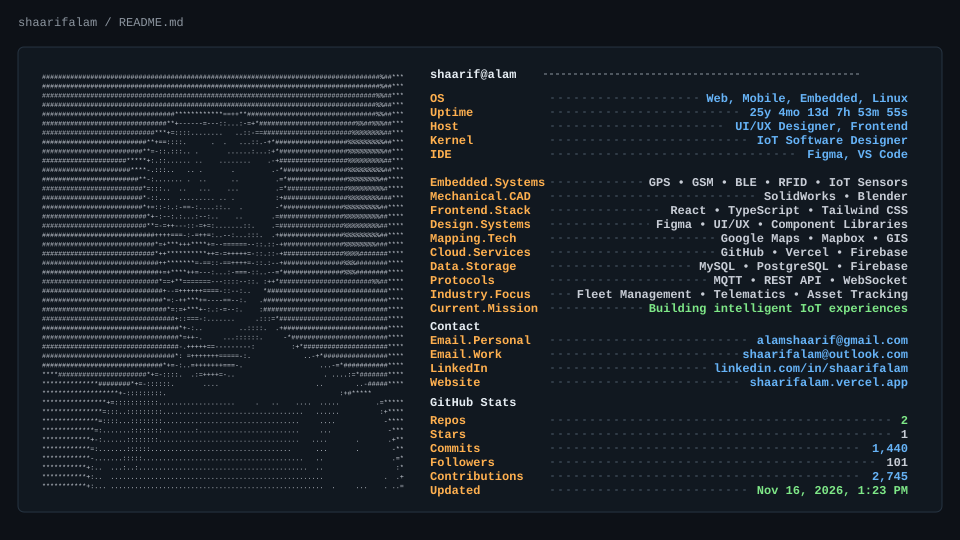 shaarifalam / README.md
shaarif@alam
OS Web, Mobile, Embedded, Linux
Uptime 25y 4mo 13d 7h 53m 55s
Host UI/UX Designer, Frontend
Kernel IoT Software Designer
IDE Figma, VS Code
Embedded.Systems GPS • GSM • BLE • RFID • IoT Sensors
Mechanical.CAD SolidWorks • Blender
Frontend.Stack React • TypeScript • Tailwind CSS
Design.Systems Figma • UI/UX • Component Libraries
Mapping.Tech Google Maps • Mapbox • GIS
Cloud.Services GitHub • Vercel • Firebase
Data.Storage MySQL • PostgreSQL • Firebase
Protocols MQTT • REST API • WebSocket
Industry.Focus Fleet Management • Telematics • Asset Tracking
Current.Mission Building intelligent IoT experiences
Contact
Email.Personal alamshaarif@gmail.com
Email.Work shaarifalam@outlook.com
LinkedIn linkedin.com/in/shaarifalam
Website shaarifalam.vercel.app
GitHub Stats
Repos 2
Stars 1
Commits 1,440
Followers 101
Contributions 2,745
Updated Nov 16, 2026, 1:23 PM